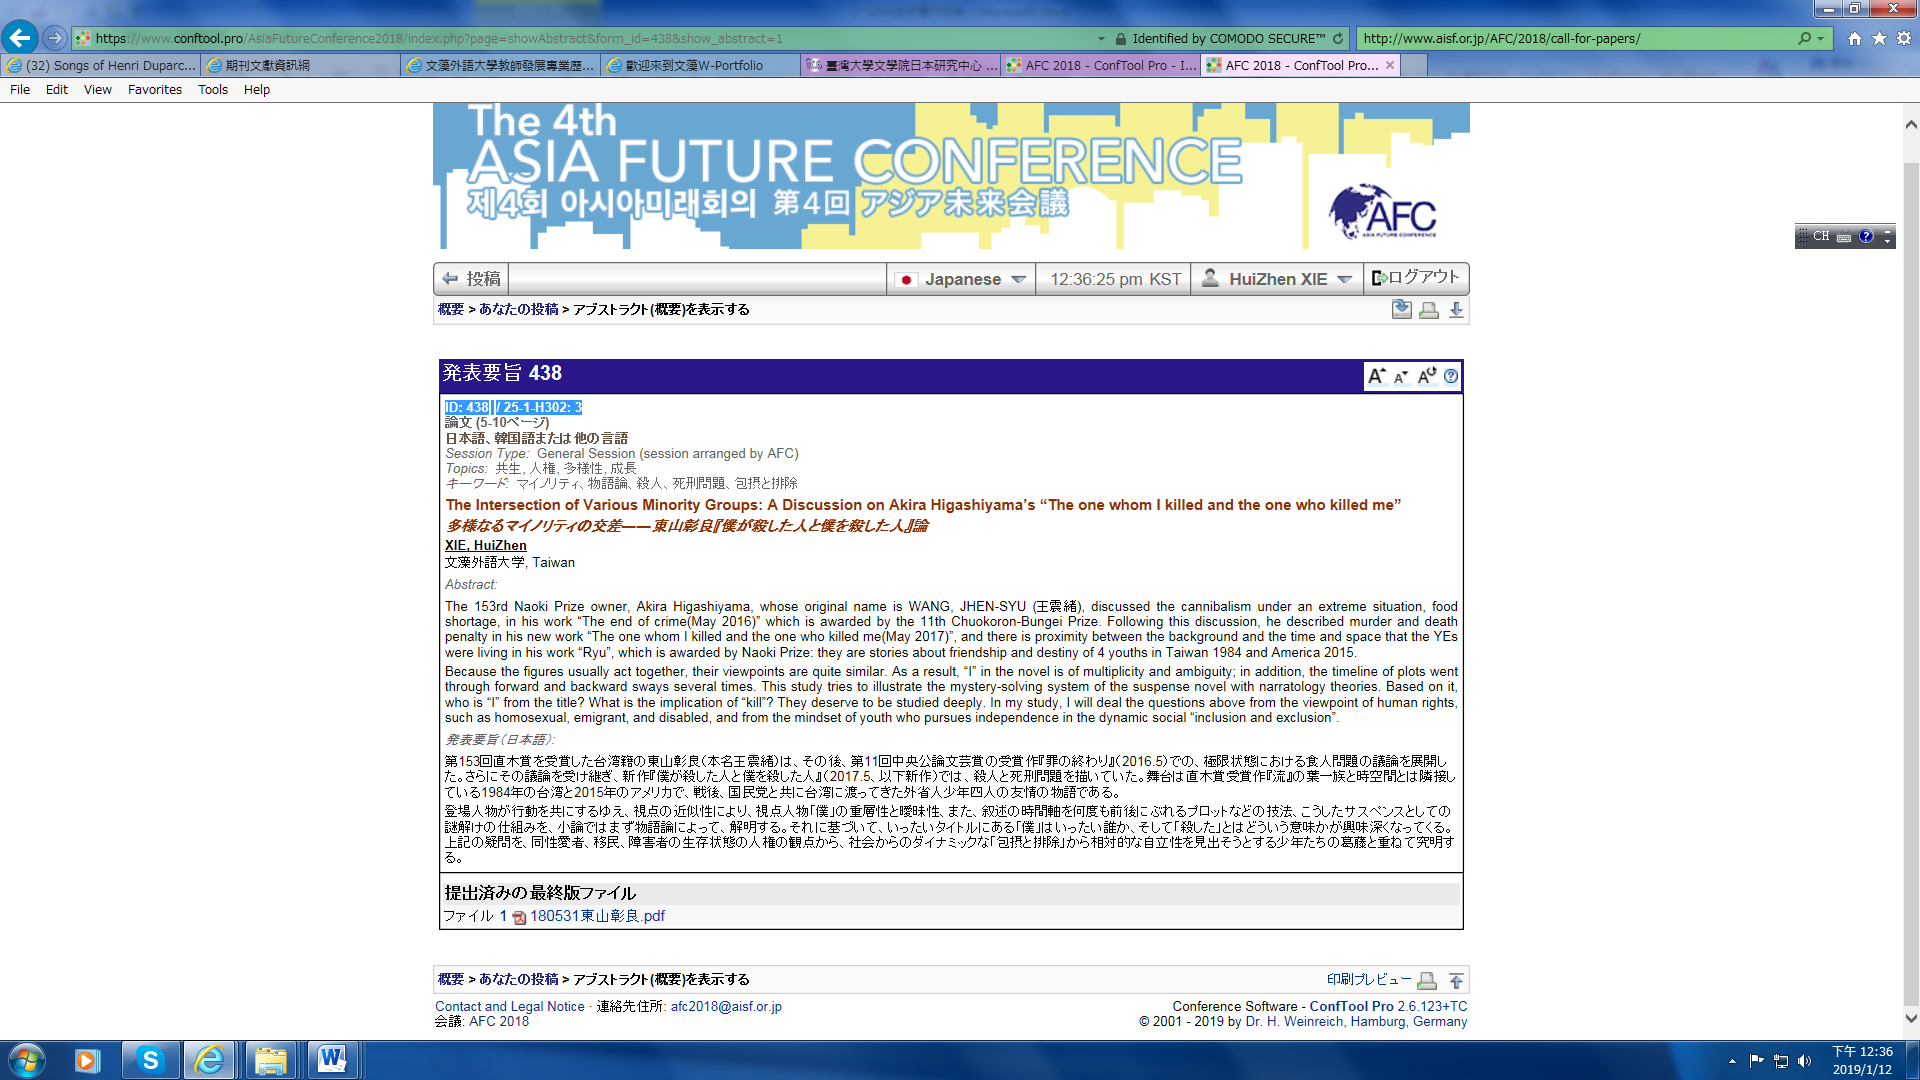 https://www.conftool.pro/AsiaFutureConference2018/index.php?page=showAbstract&form_id=438&show_abstract=1
Identified by COMODO SECURE™
http://www.aisf.or.jp/AFC/2018/call-for-papers/
(32) Songs of Henri Duparc...
期刊文獻資訊網
文藻外語大學教師發展專業歷...
歡迎來到文藻W-Portfolio
臺灣大學文學院日本研究中心 ...
AFC 2018 - ConfTool Pro - I...
AFC 2018 - ConfTool Pro...
File Edit View Favorites Tools Help
The 4th
ASIA FUTURE CONFERENCE
제4회 아시아미래회의 第4回 アジア未来会議
AFC
ASIA FUTURE CONFERENCE
CH
投稿
Japanese
12:36:25 pm KST
HuiZhen XIE
ログアウト
概要 > あなたの投稿 > アブストラクト(概要)を表示する
発表要旨 438
ID: 438 | / 25-1-H302: 3
論文 (5-10ページ)
日本語、韓国語または他の言語
Session Type: General Session (session arranged by AFC)
Topics: 共生, 人権, 多様性, 成長
キーワード: マイノリティ、物語論、殺人、死刑問題、包摂と排除
The Intersection of Various Minority Groups: A Discussion on Akira Higashiyama’s “The one whom I killed and the one who killed me”
多様なるマイノリティの交差――東山彰良『僕が殺した人と僕を殺した人』論
XIE, HuiZhen
文藻外語大学, Taiwan
Abstract:
The 153rd Naoki Prize owner, Akira Higashiyama, whose original name is WANG, JHEN-SYU (王震緒), discussed the cannibalism under an extreme situation, food
shortage, in his work “The end of crime(May 2016)” which is awarded by the 11th Chuokoron-Bungei Prize. Following this discussion, he described murder and death
penalty in his new work “The one whom I killed and the one who killed me(May 2017)”, and there is proximity between the background and the time and space that the YEs
were living in his work “Ryu”, which is awarded by Naoki Prize: they are stories about friendship and destiny of 4 youths in Taiwan 1984 and America 2015.
Because the figures usually act together, their viewpoints are quite similar. As a result, “I” in the novel is of multiplicity and ambiguity; in addition, the timeline of plots went
through forward and backward sways several times. This study tries to illustrate the mystery-solving system of the suspense novel with narratology theories. Based on it,
who is “I” from the title? What is the implication of “kill”? They deserve to be studied deeply. In my study, I will deal the questions above from the viewpoint of human rights,
such as homosexual, emigrant, and disabled, and from the mindset of youth who pursues independence in the dynamic social “inclusion and exclusion”.
発表要旨（日本語）:
第153回直木賞を受賞した台湾籍の東山彰良（本名王震緒）は、その後、第11回中央公論文芸賞の受賞作『罪の終わり』（2016.5）での、極限状態における食人問題の議論を展開し
た。さらにその議論を受け継ぎ、新作『僕が殺した人と僕を殺した人』（2017.5、以下新作）では、殺人と死刑問題を描いていた。舞台は直木賞受賞作『流』の葉一族と時空間とは隣接し
ている1984年の台湾と2015年のアメリカで、戦後、国民党と共に台湾に渡ってきた外省人少年四人の友情の物語である。
登場人物が行動を共にするゆえ、視点の近似性により、視点人物「僕」の重層性と曖昧性、また、叙述の時間軸を何度も前後にぶれるプロットなどの技法、こうしたサスペンスとしての
謎解けの仕組みを、小論ではまず物語論によって、解明する。それに基づいて、いったいタイトルにある「僕」はいったい誰か、そして「殺した」とはどういう意味かが興味深くなってくる。
上記の疑問を、同性愛者、移民、障害者の生存状態の人権の観点から、社会からのダイナミックな「包摂と排除」から相対的な自立性を見出そうとする少年たちの葛藤と重ねて究明す
る。
提出済みの最終版ファイル
ファイル 1 180531東山彰良.pdf
概要 > あなたの投稿 > アブストラクト(概要)を表示する
印刷プレビュー
Contact and Legal Notice · 連絡先住所: afc2018@aisf.or.jp
会議: AFC 2018
Conference Software - ConfTool Pro 2.6.123+TC
© 2001 - 2019 by Dr. H. Weinreich, Hamburg, Germany
下午 12:36
2019/1/12